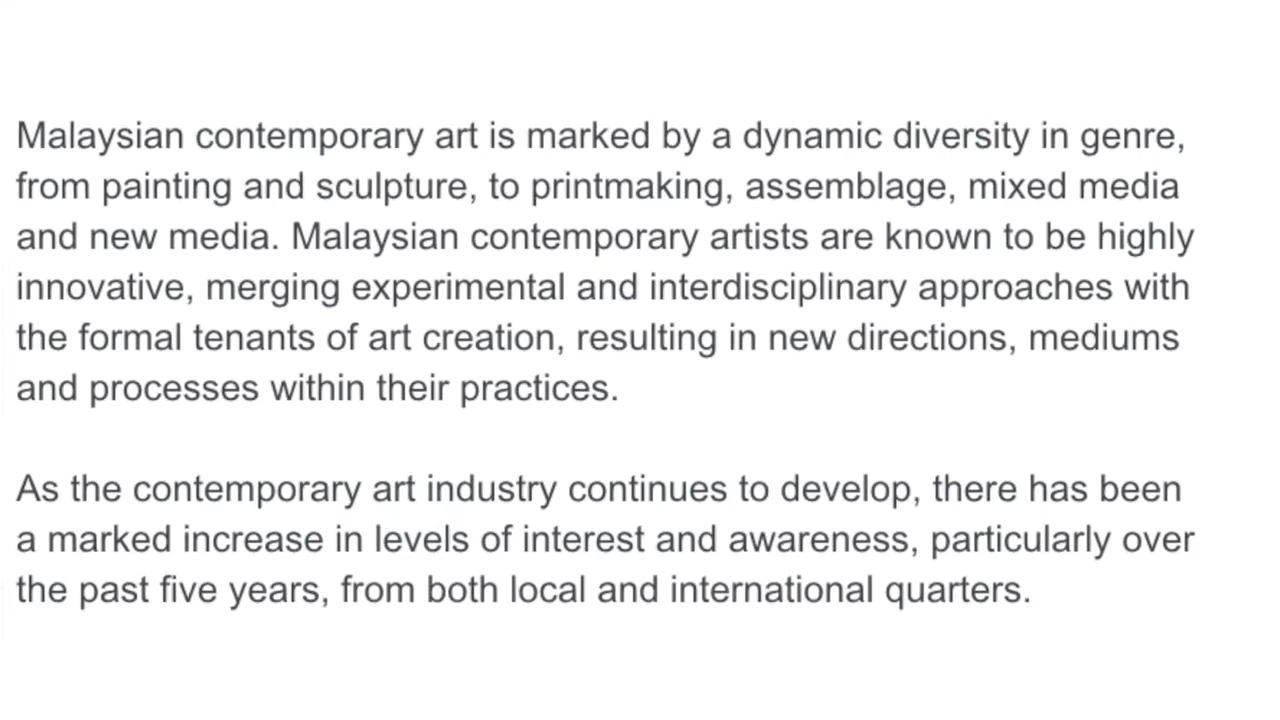 Malaysian contemporary art is marked by a dynamic diversity in genre,
from painting and sculpture, to printmaking, assemblage, mixed media
and new media. Malaysian contemporary artists are known to be highly
innovative, merging experimental and interdisciplinary approaches with
the formal tenants of art creation, resulting in new directions, mediums
and processes within their practices.
As the contemporary art industry continues to develop, there has been
a marked increase in levels of interest and awareness, particularly over
the past five years, from both local and international quarters.